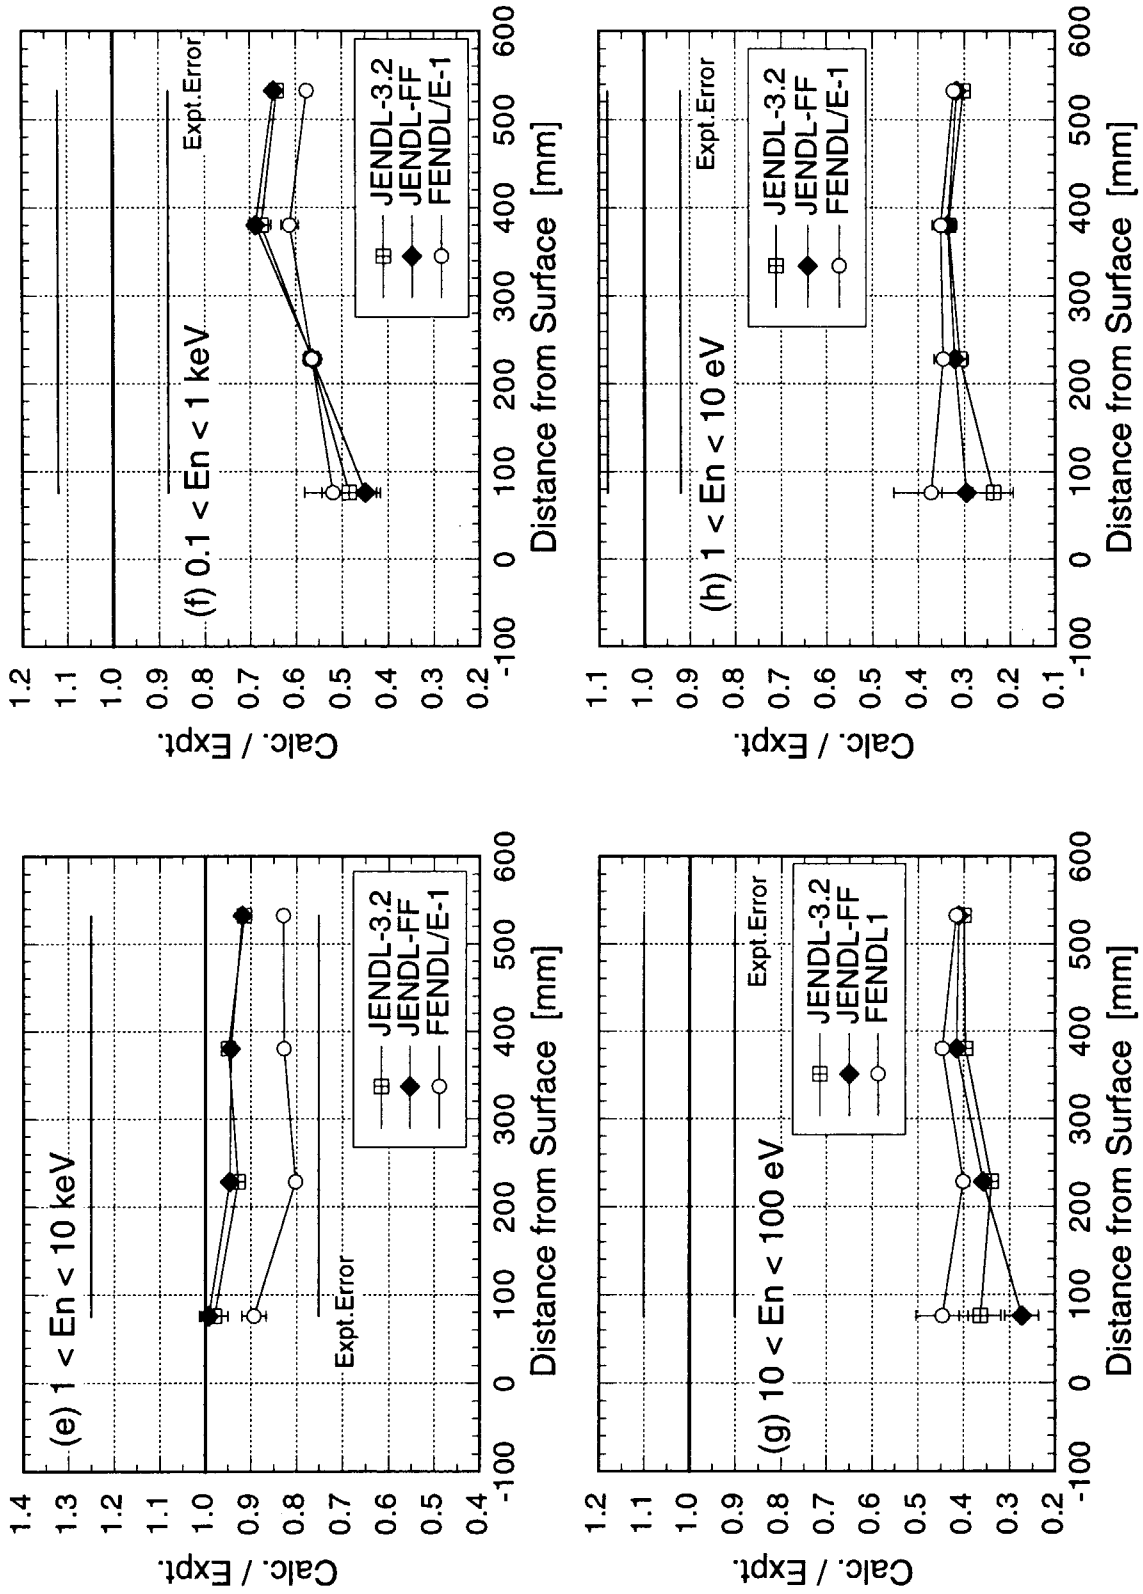 (e) 1 < En < 10 keV
1.4
1.3
1.2
1.1
1.0
0.9
0.8
0.7
0.6
0.5
0.4
Calc. / Expt.
Expt.Error
JENDL-3.2
JENDL-FF
FENDL/E-1
-100 0 100 200 300 400 500 600
Distance from Surface [mm]
(f) 0.1 < En < 1 keV
1.2
1.1
1.0
0.9
0.8
0.7
0.6
0.5
0.4
0.3
0.2
Calc. / Expt.
Expt.Error
JENDL-3.2
JENDL-FF
FENDL/E-1
-100 0 100 200 300 400 500 600
Distance from Surface [mm]
(g) 10 < En < 100 eV
1.2
1.1
1.0
0.9
0.8
0.7
0.6
0.5
0.4
0.3
0.2
Calc. / Expt.
Expt.Error
JENDL-3.2
JENDL-FF
FENDL1
-100 0 100 200 300 400 500 600
Distance from Surface [mm]
(h) 1 < En < 10 eV
1.1
1.0
0.9
0.8
0.7
0.6
0.5
0.4
0.3
0.2
0.1
Calc. / Expt.
Expt.Error
JENDL-3.2
JENDL-FF
FENDL/E-1
-100 0 100 200 300 400 500 600
Distance from Surface [mm]